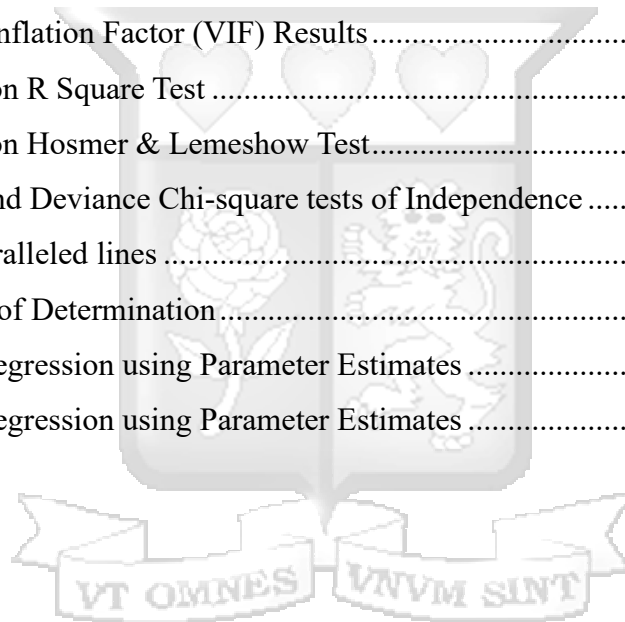 nflation Factor (VIF) Results........................
on R Square Test........................................
on Hosmer & Lemeshow Test........................
nd Deviance Chi-square tests of Independence.....
ralleled lines..............................................
of Determination........................................
egression using Parameter Estimates....................
egression using Parameter Estimates....................
VT OMNES VNVM SINT